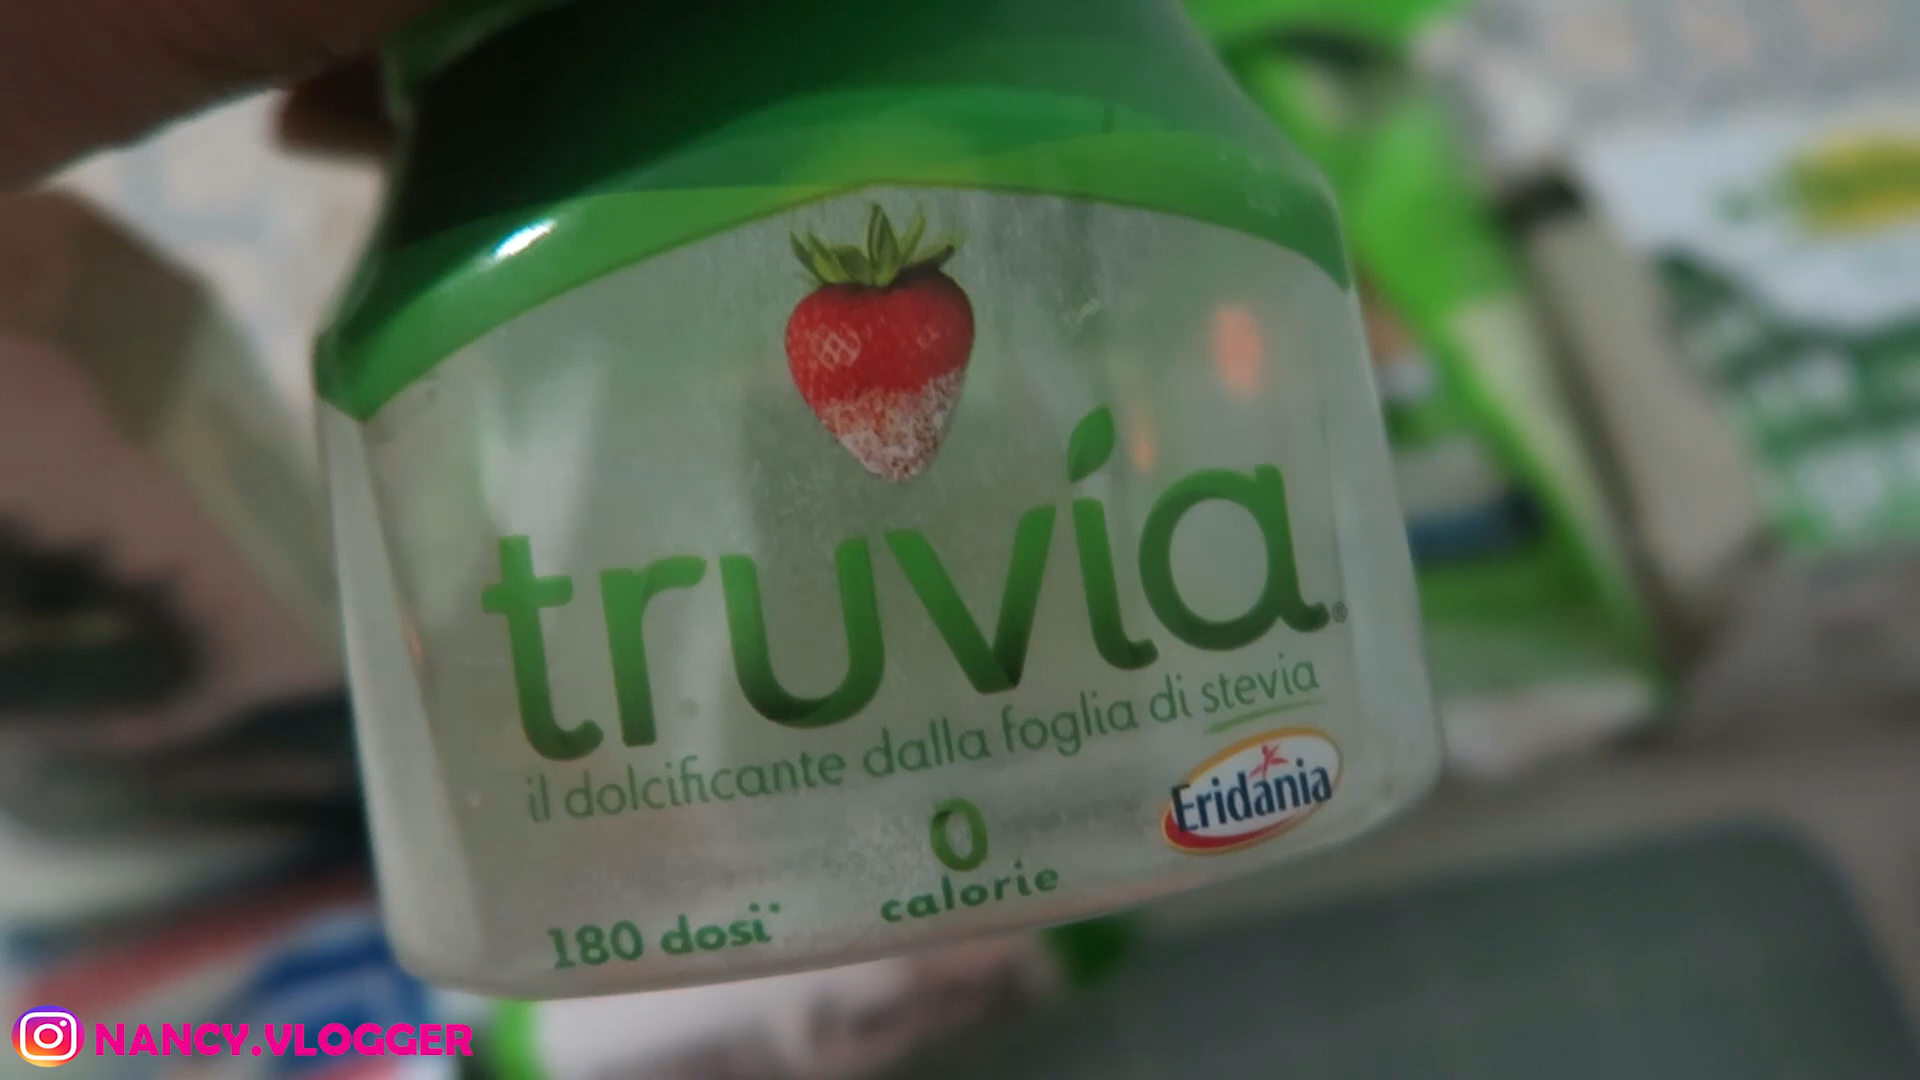 truvia®
il dolcificante dalla foglia di stevia
Eridania
0
calorie
180 dosi*
NANCY.VLOGGER